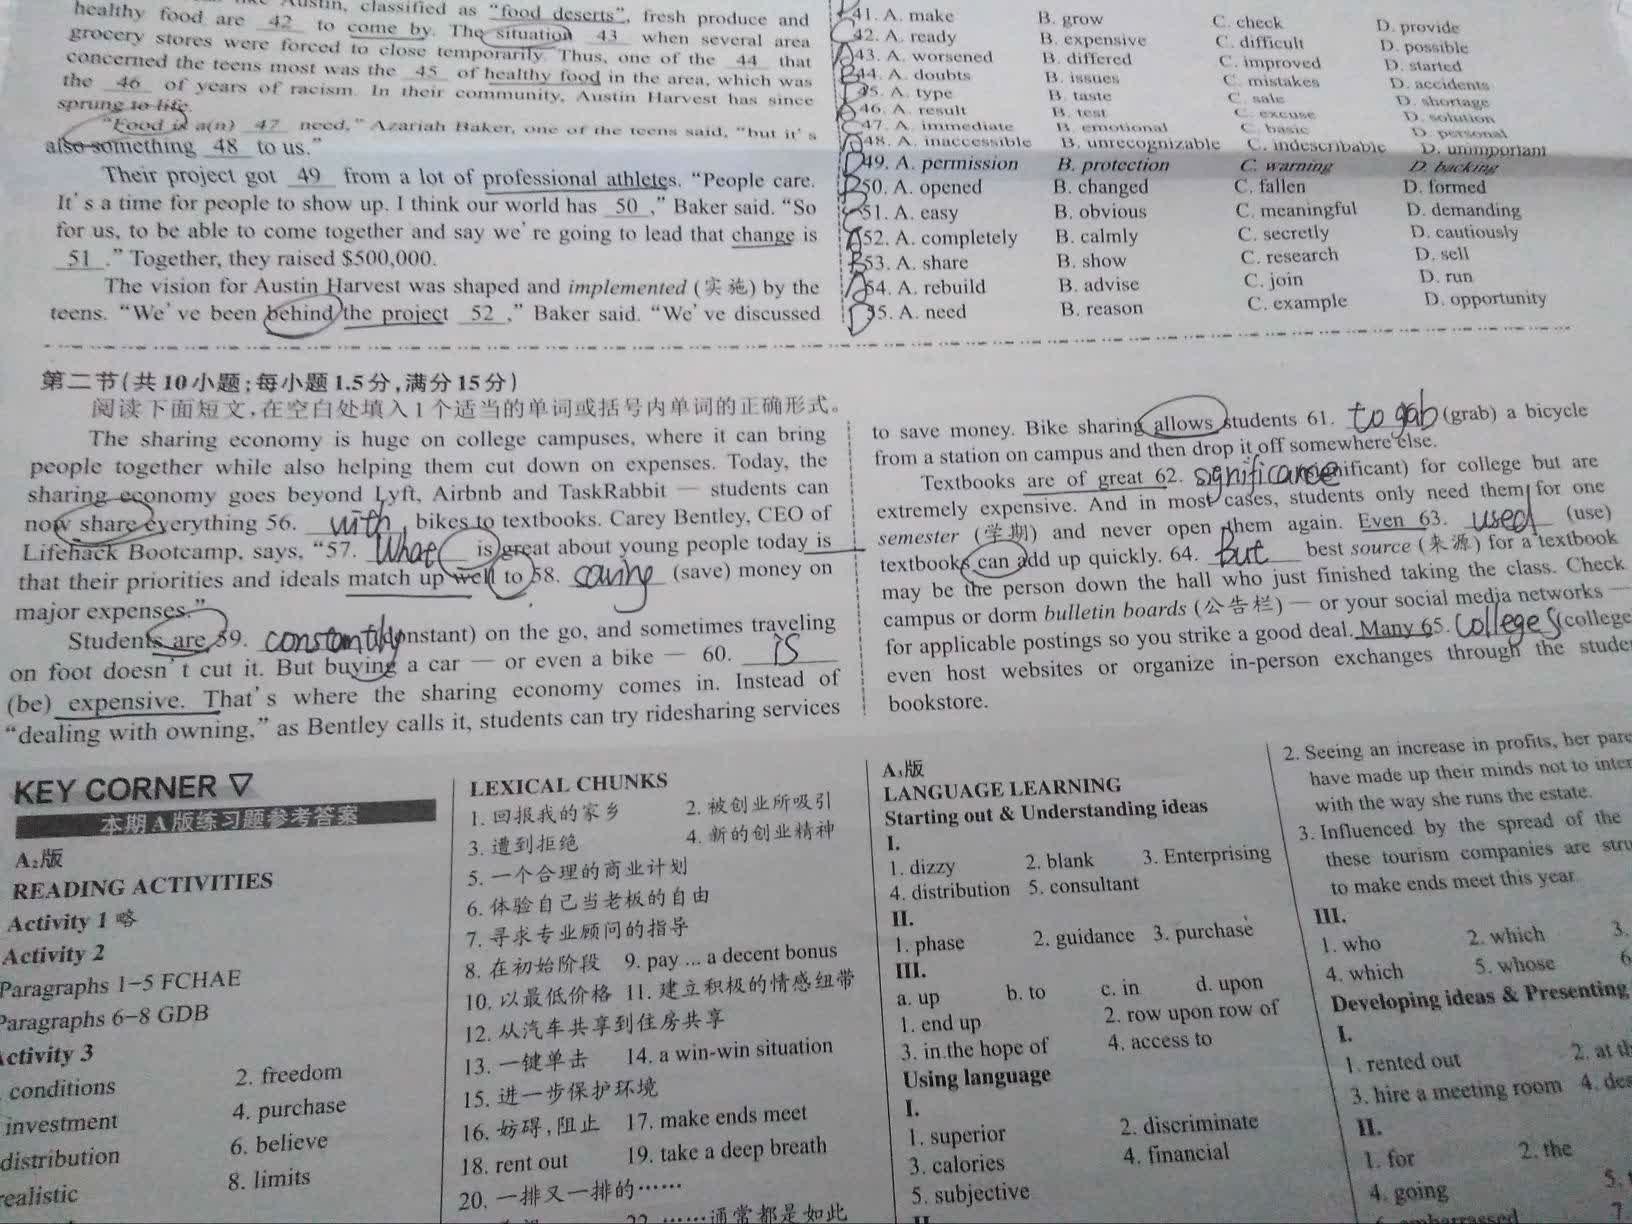 Austin, classified as "food deserts", fresh produce and
healthy food are 42 to come by. The situation 43 when several area
grocery stores were forced to close temporarily. Thus, one of the 44 that
concerned the teens most was the 45 of healthy food in the area, which was
the 46 of years of racism. In their community, Austin Harvest has since
sprung to life.
"Food is a(n) 47 need," Azariah Baker, one of the teens said, "but it's
also something 48 to us."
Their project got 49 from a lot of professional athletes. "People care.
It's a time for people to show up. I think our world has 50," Baker said. "So
for us, to be able to come together and say we're going to lead that change is
51." Together, they raised $500,000.
The vision for Austin Harvest was shaped and implemented (实施) by the
teens. "We've been behind the project 52," Baker said. "We've discussed
41. A. make B. grow C. check D. provide
42. A. ready B. expensive C. difficult D. possible
43. A. worsened B. differed C. improved D. started
44. A. doubts B. issues C. mistakes D. accidents
45. A. type B. taste C. sale D. shortage
46. A. result B. test C. excuse D. solution
47. A. immediate B. emotional C. basic D. personal
48. A. inaccessible B. unrecognizable C. indescribable D. unimportant
49. A. permission B. protection C. warning D. backing
50. A. opened B. changed C. fallen D. formed
51. A. easy B. obvious C. meaningful D. demanding
52. A. completely B. calmly C. secretly D. cautiously
53. A. share B. show C. research D. sell
54. A. rebuild B. advise C. join D. run
55. A. need B. reason C. example D. opportunity
第二节(共10小题;每小题1.5分,满分15分)
阅读下面短文,在空白处填入1个适当的单词或括号内单词的正确形式。
The sharing economy is huge on college campuses, where it can bring
people together while also helping them cut down on expenses. Today, the
sharing economy goes beyond Lyft, Airbnb and TaskRabbit — students can
now share everything 56. with bikes to textbooks. Carey Bentley, CEO of
Lifehack Bootcamp, says, "57. What is great about young people today is
that their priorities and ideals match up well to 58. saving (save) money on
major expenses."
Students are 59. constantly (constant) on the go, and sometimes traveling
on foot doesn't cut it. But buying a car — or even a bike — 60. is
(be) expensive. That's where the sharing economy comes in. Instead of
"dealing with owning," as Bentley calls it, students can try ridesharing services
to save money. Bike sharing allows students 61. to gab (grab) a bicycle
from a station on campus and then drop it off somewhere else.
Textbooks are of great 62. significance (significant) for college but are
extremely expensive. And in most cases, students only need them for one
semester (学期) and never open them again. Even 63. used (use)
textbooks can add up quickly. 64. But best source (来源) for a textbook
may be the person down the hall who just finished taking the class. Check
campus or dorm bulletin boards (公告栏) — or your social media networks —
for applicable postings so you strike a good deal. Many 65. colleges (college
even host websites or organize in-person exchanges through the
bookstore.
KEY CORNER ▽
本期A版练习题参考答案
A₂版
READING ACTIVITIES
Activity 1 略
Activity 2
Paragraphs 1-5 FCHAE
Paragraphs 6-8 GDB
Activity 3
conditions 2. freedom
investment 4. purchase
distribution 6. believe
realistic 8. limits
LEXICAL CHUNKS
1. 回报我的家乡 2. 被创业所吸引
3. 遭到拒绝 4. 新的创业精神
5. 一个合理的商业计划
6. 体验自己当老板的自由
7. 寻求专业顾问的指导
8. 在初始阶段 9. pay ... a decent bonus
10. 以最低价格 11. 建立积极的情感纽带
12. 从汽车共享到住房共享
13. 一键单击 14. a win-win situation
15. 进一步保护环境
16. 妨碍,阻止 17. make ends meet
18. rent out 19. take a deep breath
20. 一排又一排的……
22. ……通常都是如此
A₃版
LANGUAGE LEARNING
Starting out & Understanding ideas
I.
1. dizzy 2. blank 3. Enterprising
4. distribution 5. consultant
II.
1. phase 2. guidance 3. purchase
III.
a. up b. to c. in d. upon
1. end up 2. row upon row of
3. in the hope of 4. access to
Using language
I.
1. superior 2. discriminate
3. calories 4. financial
5. subjective
II.
2. Seeing an increase in profits, her
have made up their minds not to
with the way she runs the estate.
3. Influenced by the spread of the
these tourism companies are
to make ends meet this year.
III.
1. who 2. which 3.
4. which 5. whose 6
Developing ideas & Presenting
I.
1. rented out 2. at
3. hire a meeting room 4.
II.
1. for 2. the
4. going 5.
embarrassed 7.